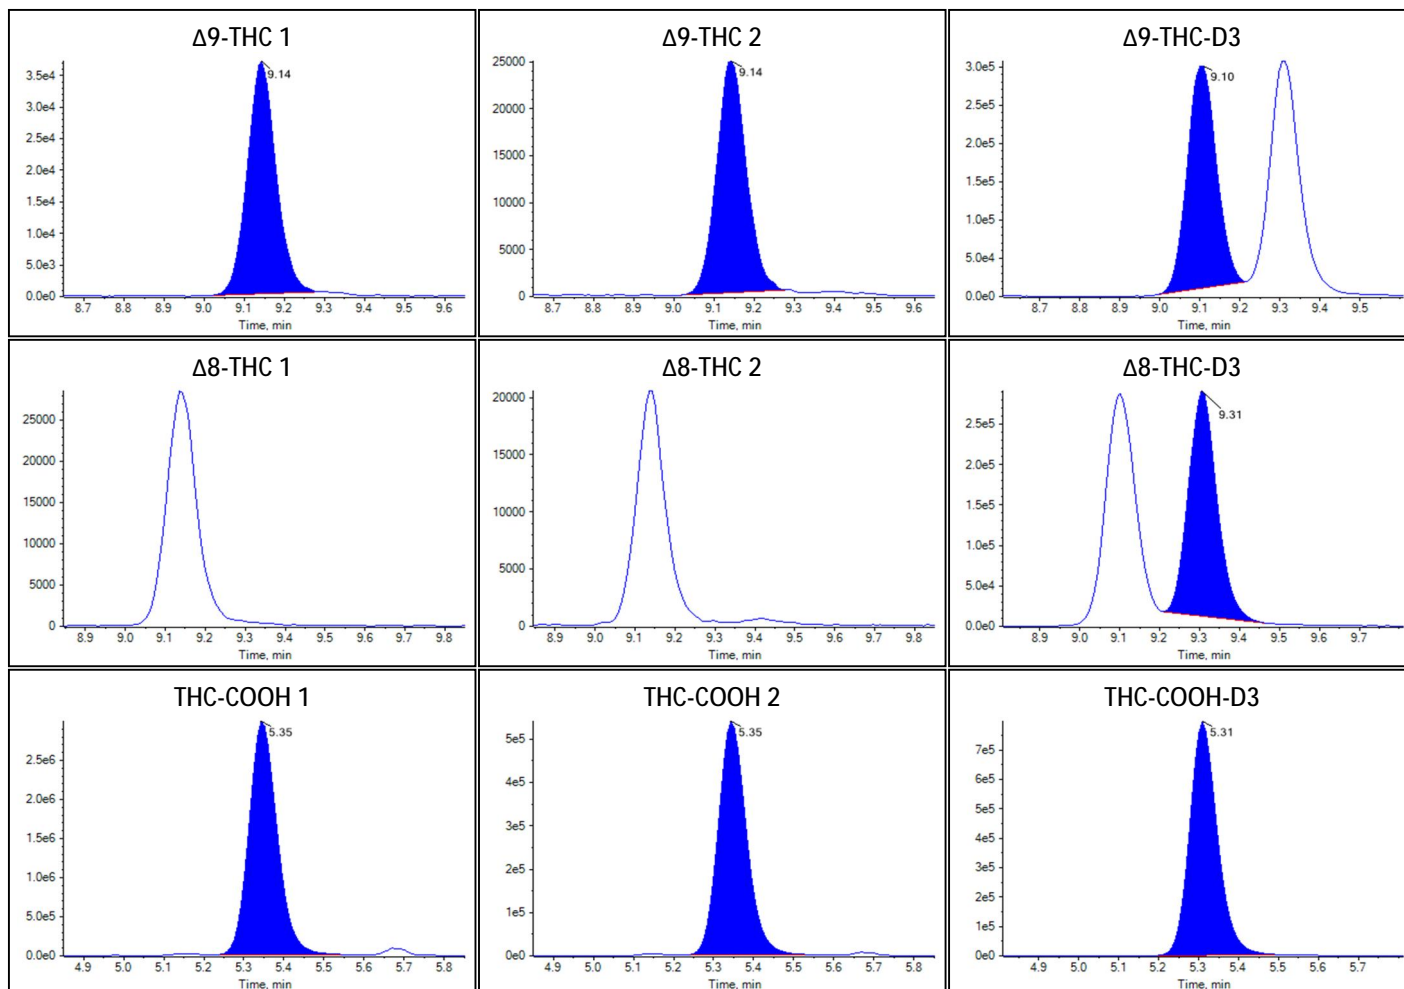 Δ9-THC 1
3.5e4
3.0e4
2.5e4
2.0e4
1.5e4
1.0e4
5.0e3
0.0e0
9.14
8.7 8.8 8.9 9.0 9.1 9.2 9.3 9.4 9.5 9.6
Time, min
Δ9-THC 2
25000
20000
15000
10000
5000
0
9.14
8.7 8.8 8.9 9.0 9.1 9.2 9.3 9.4 9.5 9.6
Time, min
Δ9-THC-D3
3.0e5
2.5e5
2.0e5
1.5e5
1.0e5
5.0e4
0.0e0
9.10
8.7 8.8 8.9 9.0 9.1 9.2 9.3 9.4 9.5
Time, min
Δ8-THC 1
25000
20000
15000
10000
5000
0
8.9 9.0 9.1 9.2 9.3 9.4 9.5 9.6 9.7 9.8
Time, min
Δ8-THC 2
20000
15000
10000
5000
0
8.9 9.0 9.1 9.2 9.3 9.4 9.5 9.6 9.7 9.8
Time, min
Δ8-THC-D3
2.5e5
2.0e5
1.5e5
1.0e5
5.0e4
0.0e0
9.31
8.9 9.0 9.1 9.2 9.3 9.4 9.5 9.6 9.7
Time, min
THC-COOH 1
2.5e6
2.0e6
1.5e6
1.0e6
5.0e5
0.0e0
5.35
4.9 5.0 5.1 5.2 5.3 5.4 5.5 5.6 5.7 5.8
Time, min
THC-COOH 2
5e5
4e5
3e5
2e5
1e5
0e0
5.35
4.9 5.0 5.1 5.2 5.3 5.4 5.5 5.6 5.7 5.8
Time, min
THC-COOH-D3
7e5
6e5
5e5
4e5
3e5
2e5
1e5
0e0
5.31
4.9 5.0 5.1 5.2 5.3 5.4 5.5 5.6 5.7
Time, min